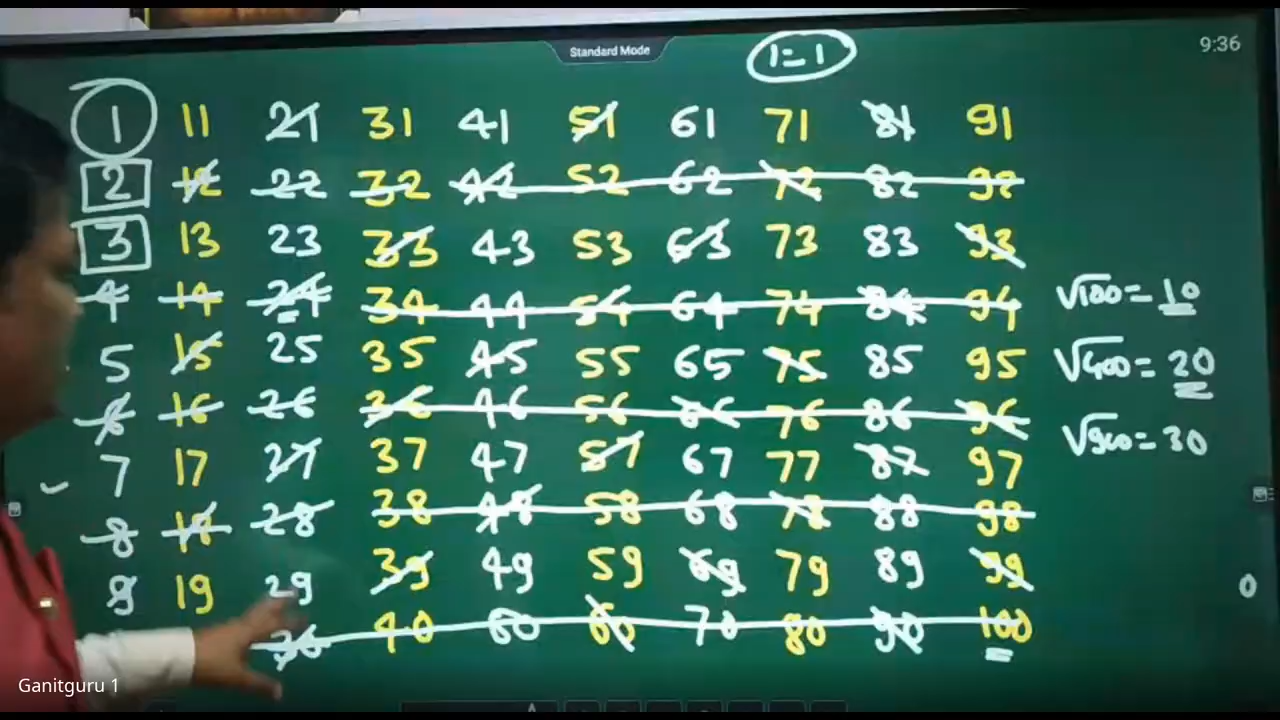 Standard Mode
1=1
9:36
1 11 21 31 41 51 61 71 81 91
2 12 22 32 42 52 62 72 82 92
3 13 23 33 43 53 63 73 83 93
4 14 24 34 44 54 64 74 84 94
√100 = 10
5 15 25 35 45 55 65 75 85 95
√400 = 20
6 16 26 36 46 56 66 76 86 96
√900 = 30
7 17 27 37 47 57 67 77 87 97
8 18 28 38 48 58 68 78 88 98
9 19 29 39 49 59 69 79 89 99
0
30 40 60 70 80 90 100
Ganitguru 1